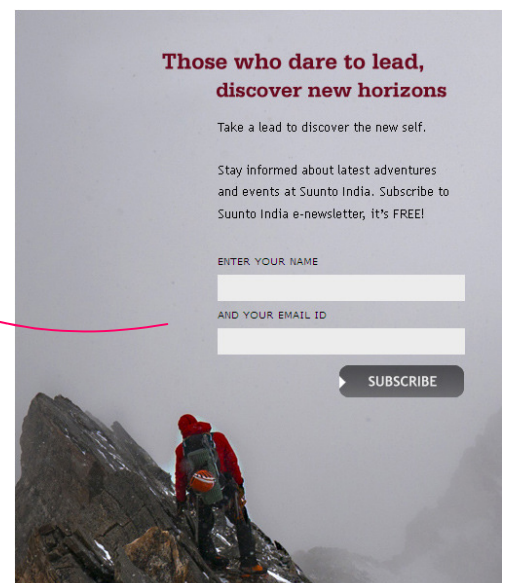 Those who dare to lead,
discover new horizons
Take a lead to discover the new self.
Stay informed about latest adventures
and events at Suunto India. Subscribe to
Suunto India e-newsletter, it's FREE!
ENTER YOUR NAME
AND YOUR EMAIL ID
SUBSCRIBE